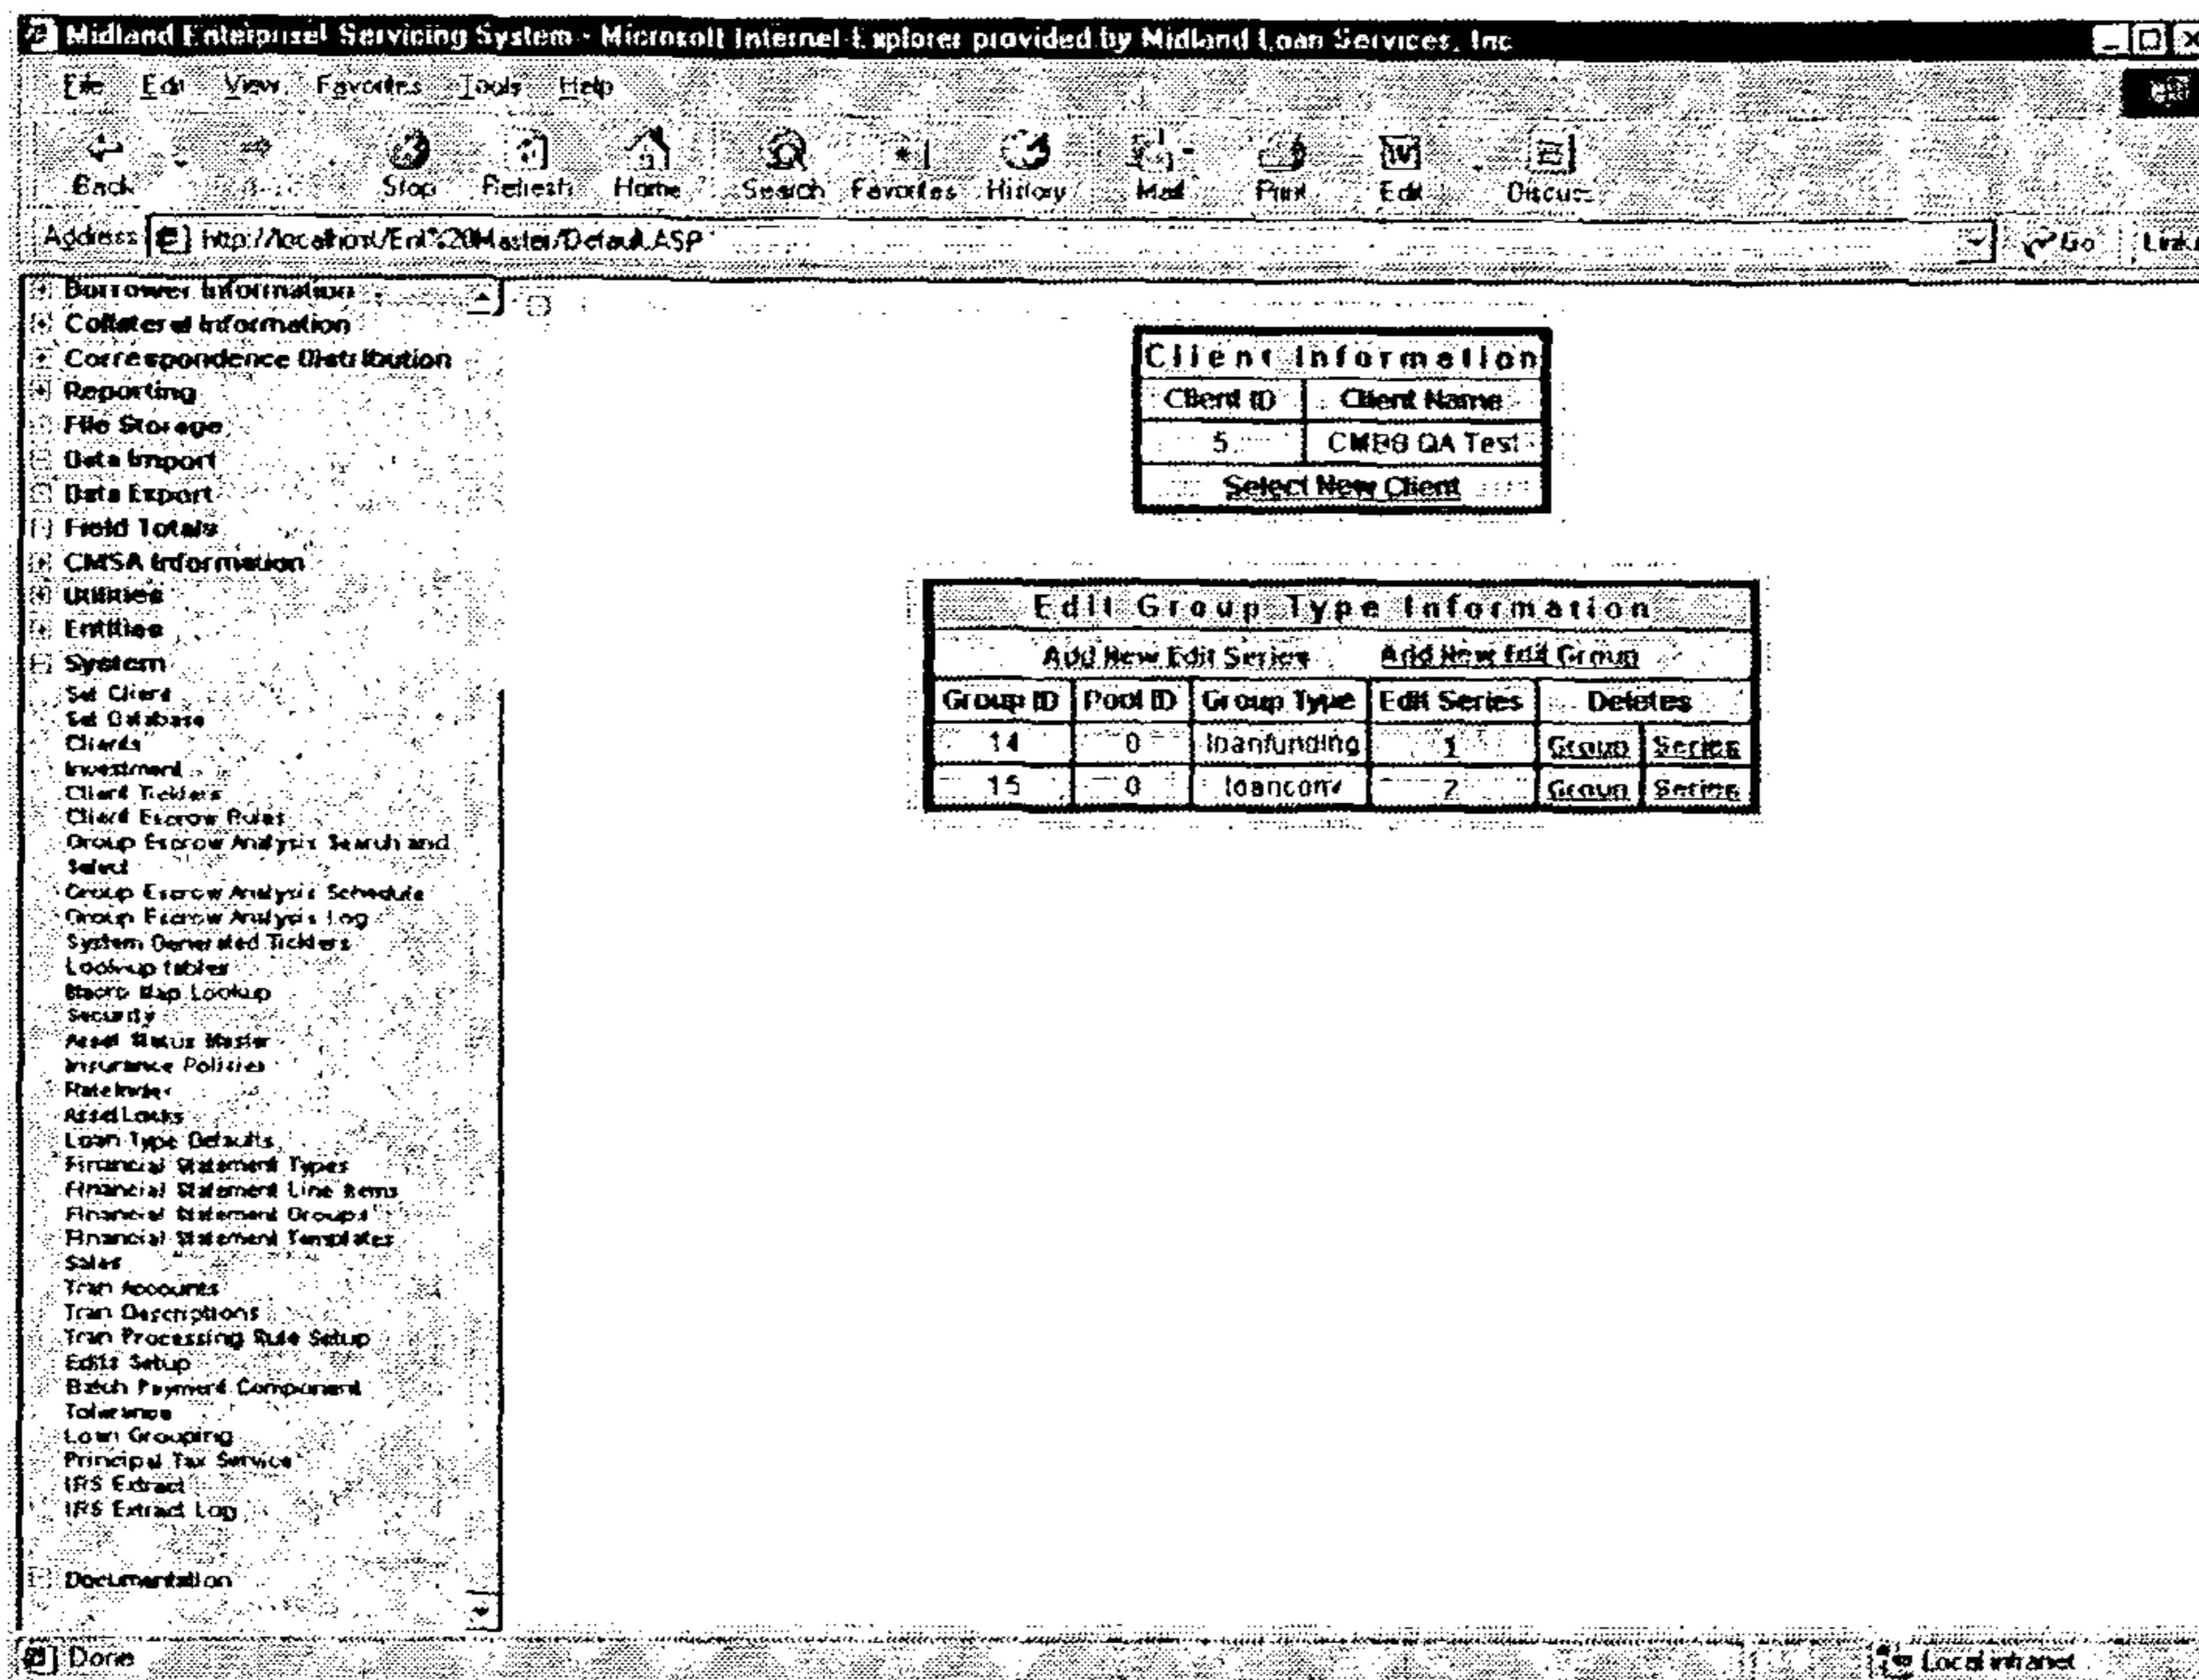 Midland Enterprise! Servicing System - Microsoft Internet Explorer provided by Midland Loan Services, Inc
File Edit View Favorites Tools Help
Back Stop Refresh Home Search Favorites History Mail Print Edit Discuss
Address http://localhost/Ent%20Master/Default.ASP Go Links
Borrower Information
Collateral Information
Correspondence Distribution
Reporting
File Storage
Data Import
Data Export
Field Totals
CMSA Information
Utilities
Entities
System
Set Client
Set Database
Clients
Investment
Client Ticklers
Client Escrow Rules
Group Escrow Analysis Search and
Select
Group Escrow Analysis Schedule
Group Escrow Analysis Log
System Generated Ticklers
Lookup tables
Macro Map Lookup
Security
Asset Status Master
Insurance Policies
RateIndex
AssetLocks
Loan Type Defaults
Financial Statement Types
Financial Statement Line Items
Financial Statement Groups
Financial Statement Templates
Sales
Tran Accounts
Tran Descriptions
Tran Processing Rule Setup
Edits Setup
Batch Payment Component
Tolerance
Loan Grouping
Principal Tax Service
IRS Extract
IRS Extract Log
Documentation
Client Information
Client ID Client Name
5 CMBS QA Test
Select New Client
Edit Group Type Information
Add New Edit Series Add New Edit Group
Group ID Pool ID Group Type Edit Series Deletes
14 0 loanfunding 1 Group Series
15 0 loanconv 2 Group Series
Done Local intranet